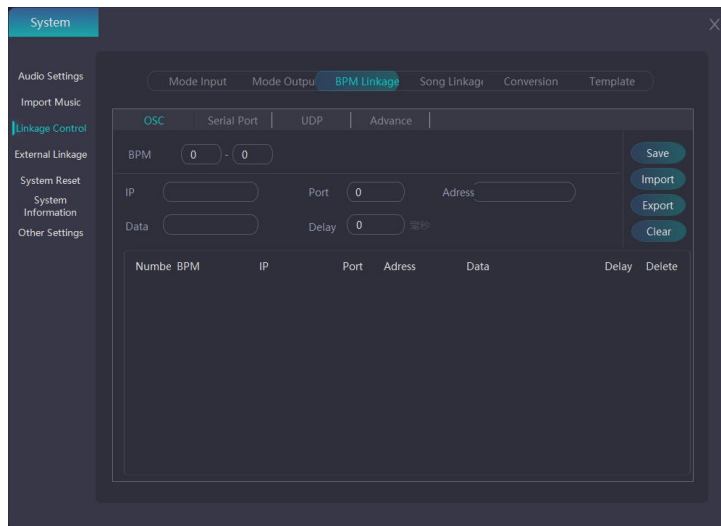 System
X
Audio Settings
Import Music
Linkage Control
External Linkage
System Reset
System
Information
Other Settings
Mode Input Mode Outpu BPM Linkage Song Linkagi Conversion Template
OSC Serial Port UDP Advance
BPM 0 - 0
IP Port 0 Adress
Data Delay 0 毫秒
Save
Import
Export
Clear
Numbe BPM IP Port Adress Data Delay Delete